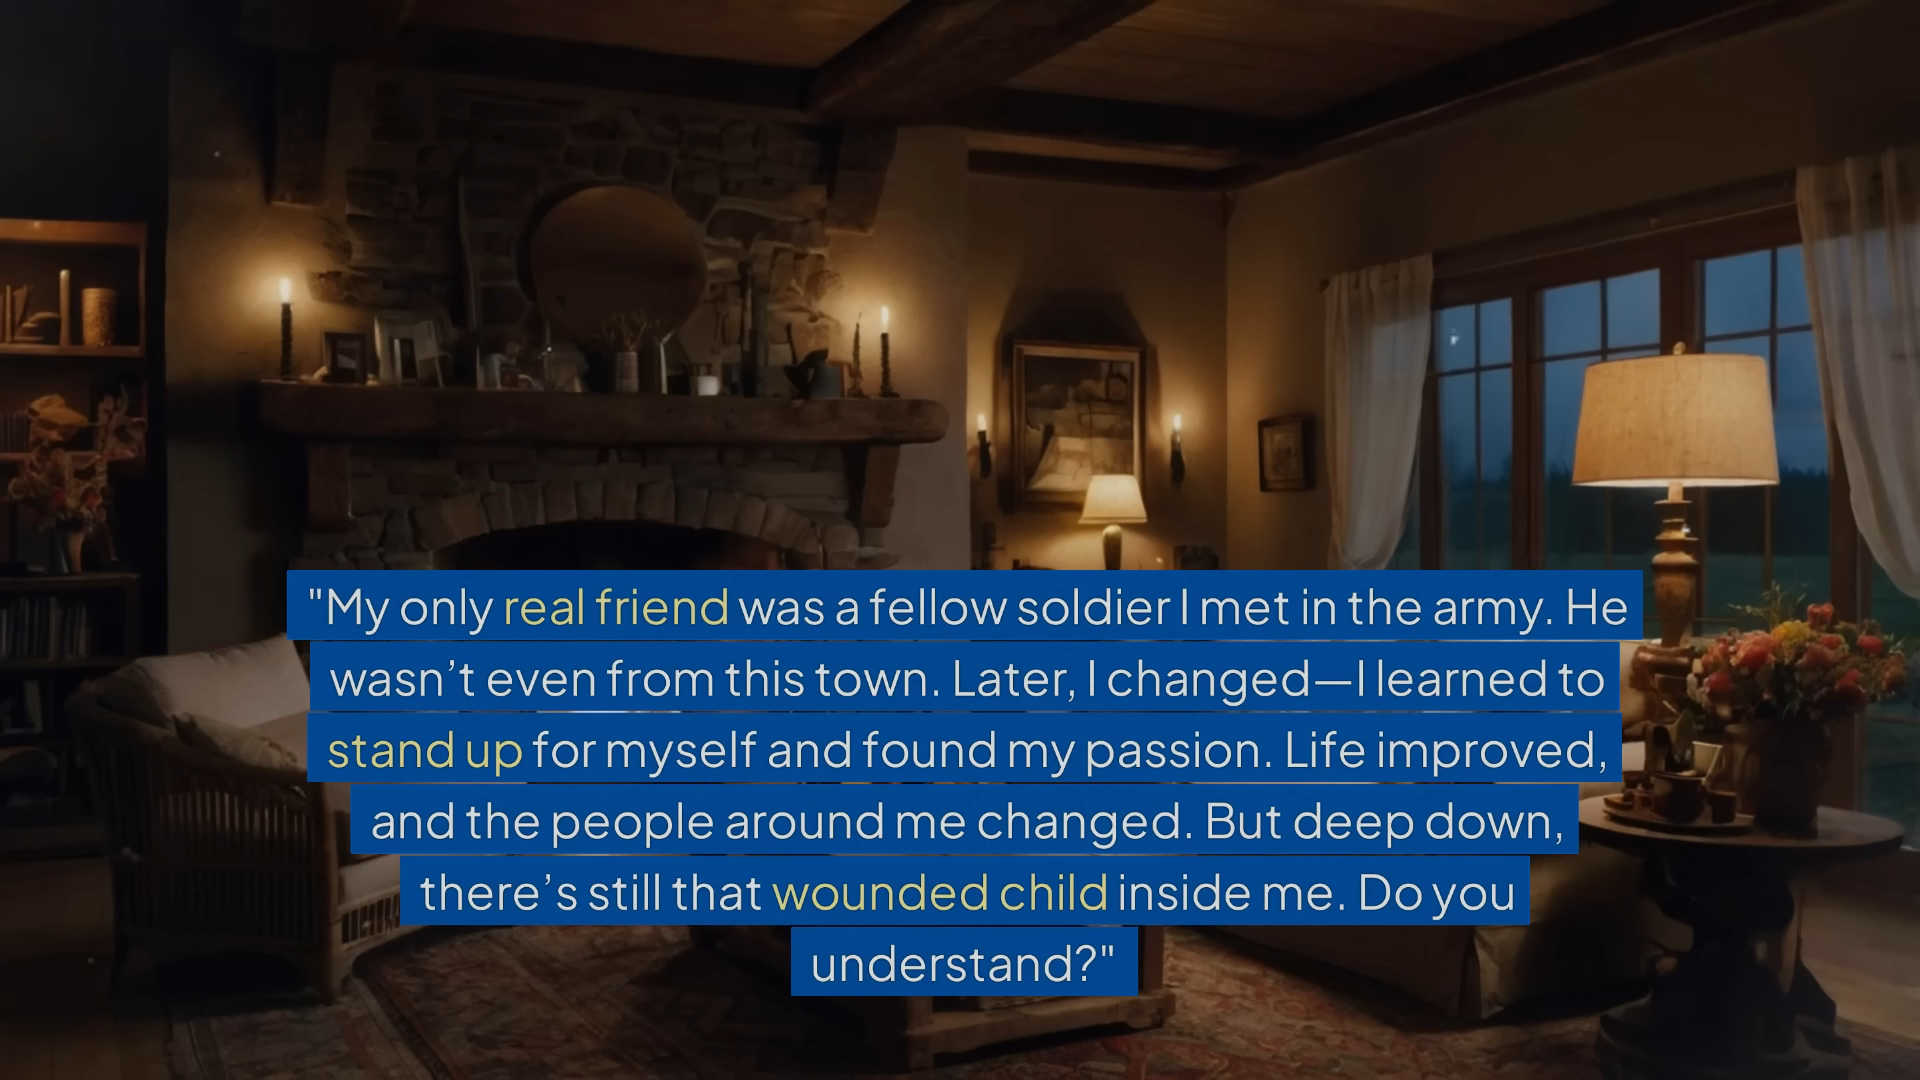 "My only real friend was a fellow soldier I met in the army. He
wasn’t even from this town. Later, I changed—I learned to
stand up for myself and found my passion. Life improved,
and the people around me changed. But deep down,
there’s still that wounded child inside me. Do you
understand?"